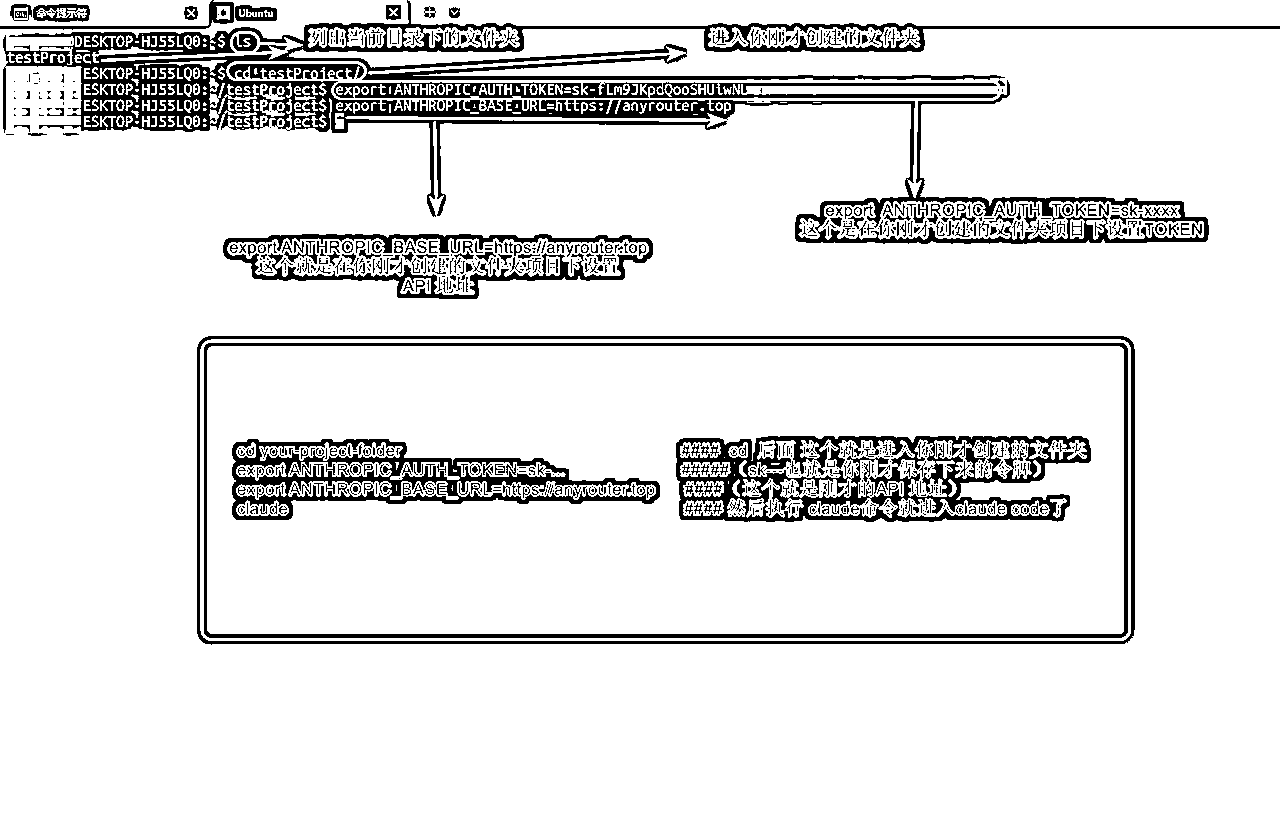 命令提示符
Ubuntu
DESKTOP-HJ55LQ0:~$ ls
列出当前目录下的文件夹
进入你刚才创建的文件夹
testProject
ESKTOP-HJ55LQ0:~$ cd testProject/
ESKTOP-HJ55LQ0:~/testProject$ export ANTHROPIC_AUTH_TOKEN=sk-fLm9JKpdQooSHUlwNU
ESKTOP-HJ55LQ0:~/testProject$ export ANTHROPIC_BASE_URL=https://anyrouter.top
ESKTOP-HJ55LQ0:~/testProject$
export ANTHROPIC_AUTH_TOKEN=sk-xxxx
这个是在你刚才创建的文件夹项目下设置TOKEN
export ANTHROPIC_BASE_URL=https://anyrouter.top
这个就是在你刚才创建的文件夹项目下设置
API 地址
cd your-project-folder #### cd 后面 这个就是进入你刚才创建的文件夹
export ANTHROPIC_AUTH_TOKEN=sk-... #####（sk--也就是你刚才保存下来的令牌）
export ANTHROPIC_BASE_URL=https://anyrouter.top ####（这个就是刚才的API 地址）
claude #### 然后执行 claude命令就进入claude code了